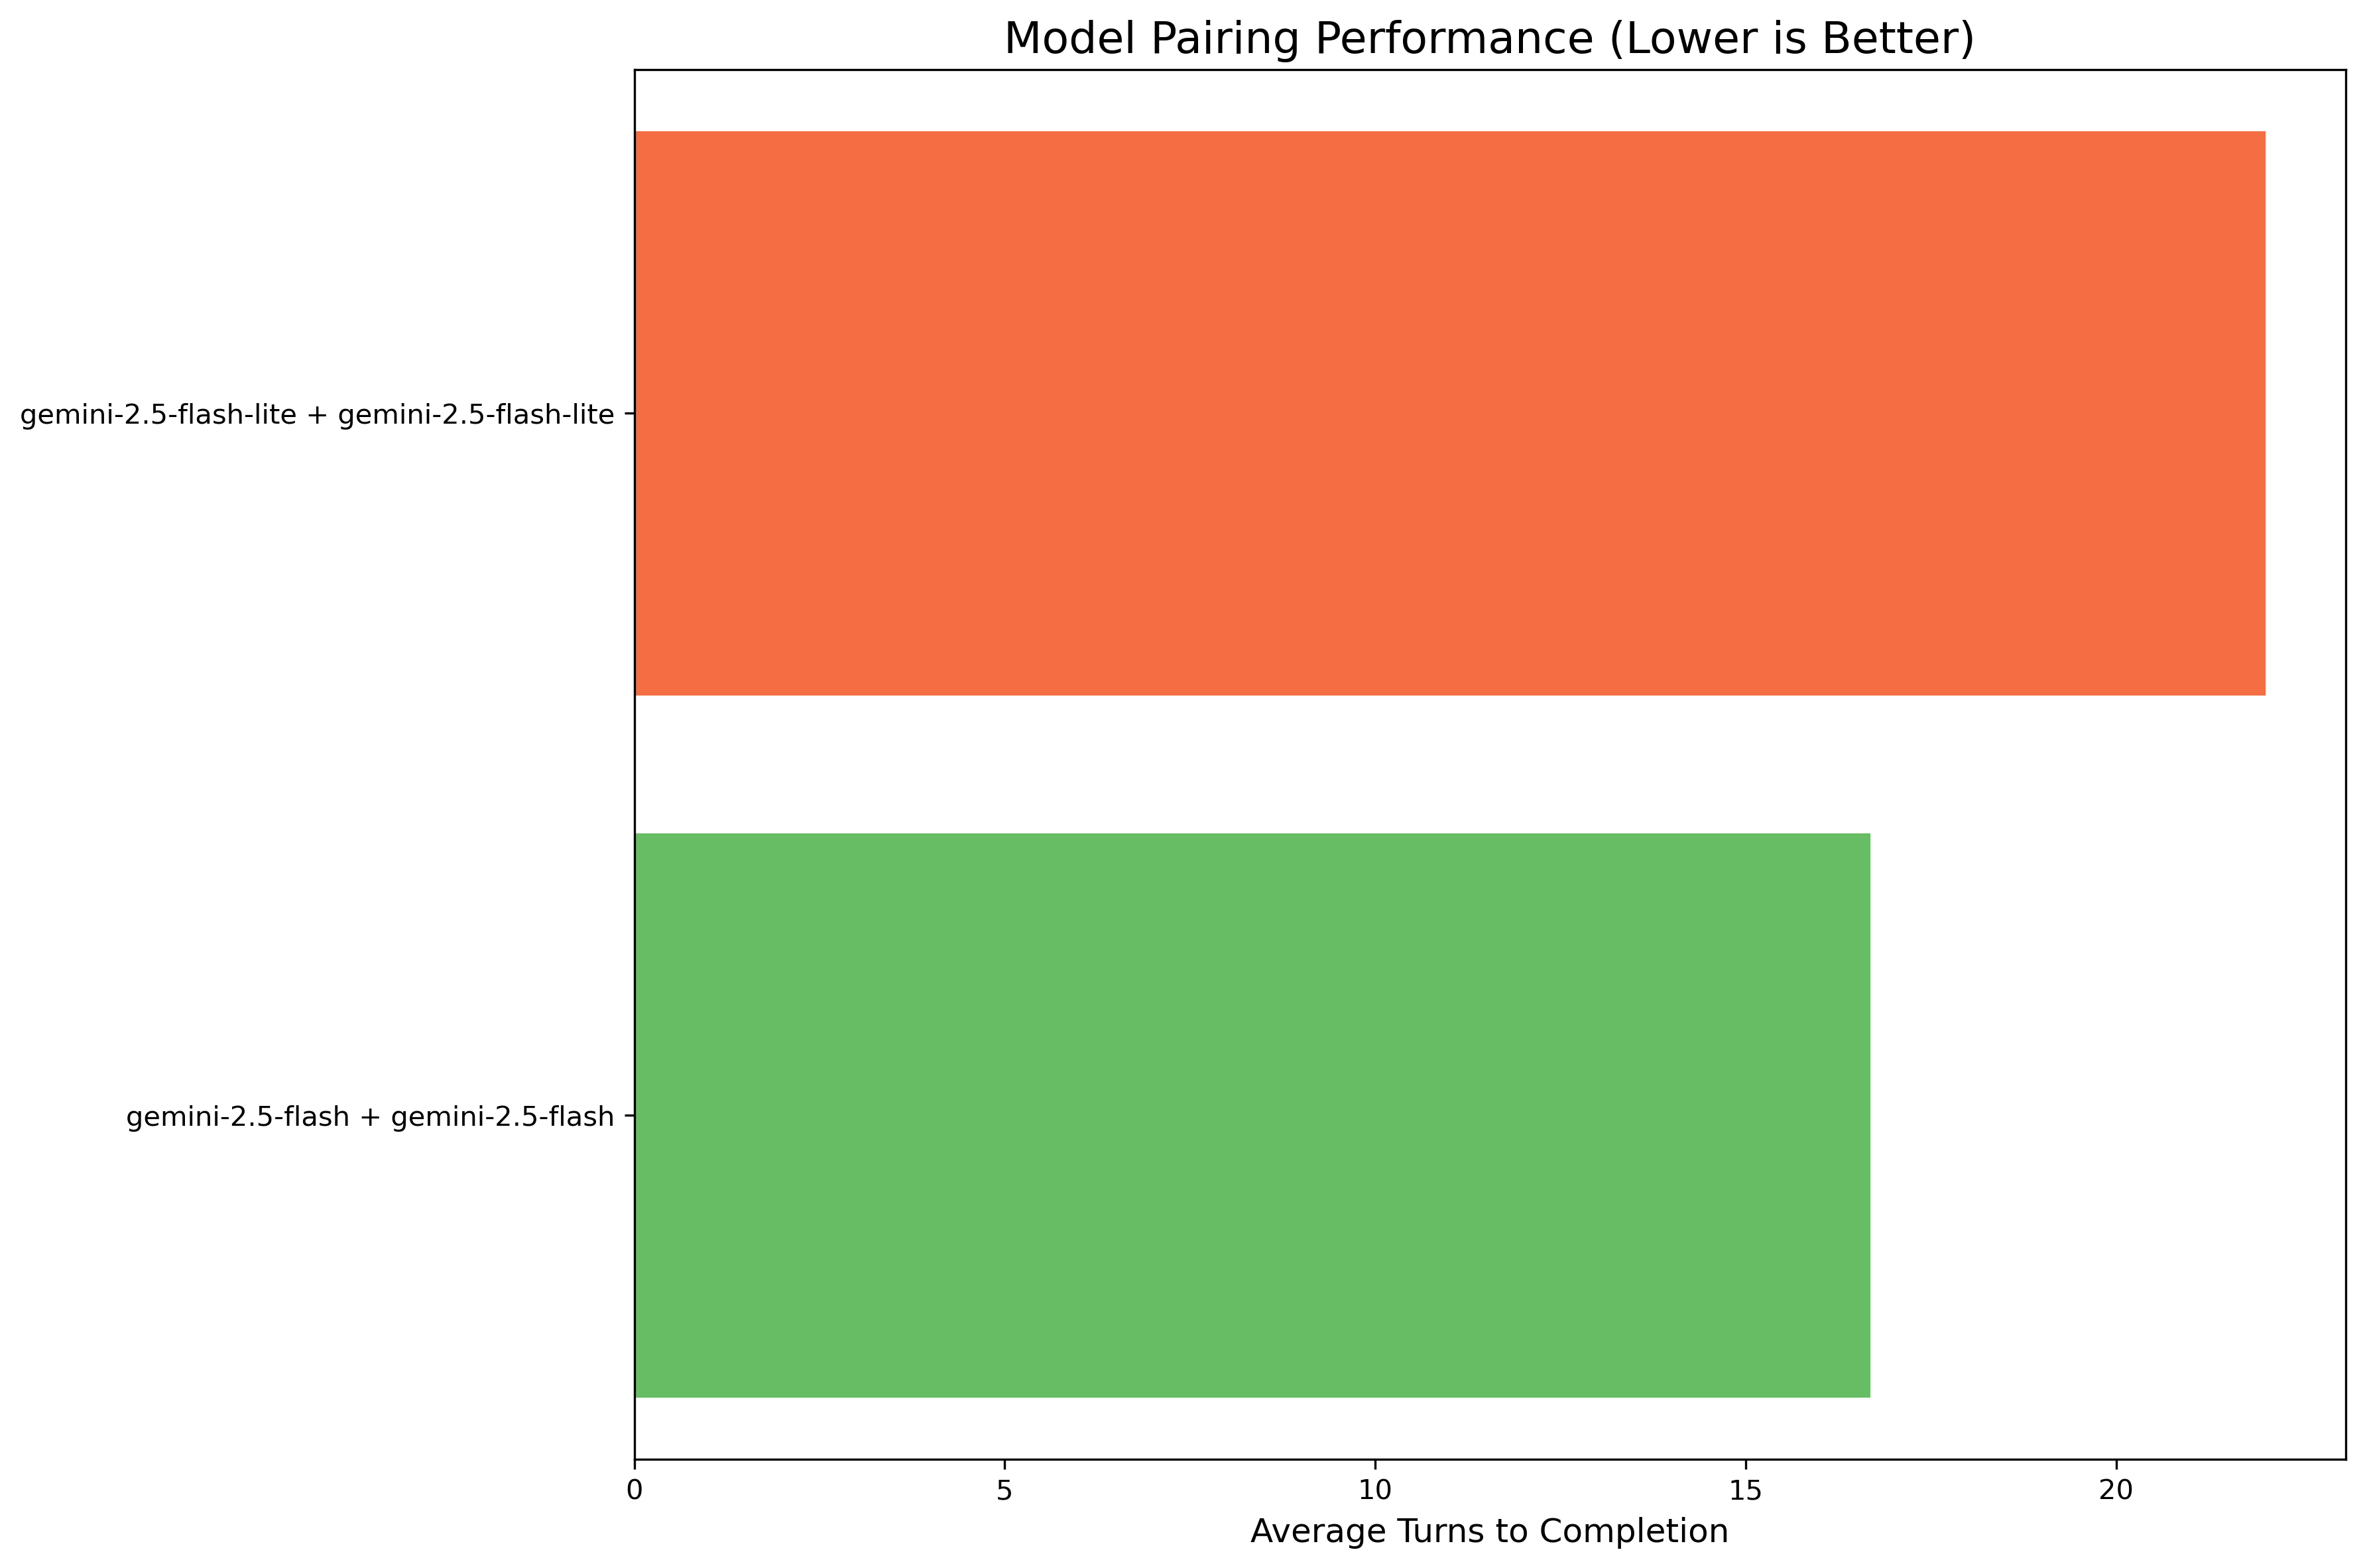 Model Pairing Performance (Lower is Better)
gemini-2.5-flash-lite + gemini-2.5-flash-lite
gemini-2.5-flash + gemini-2.5-flash
0 5 10 15 20
Average Turns to Completion